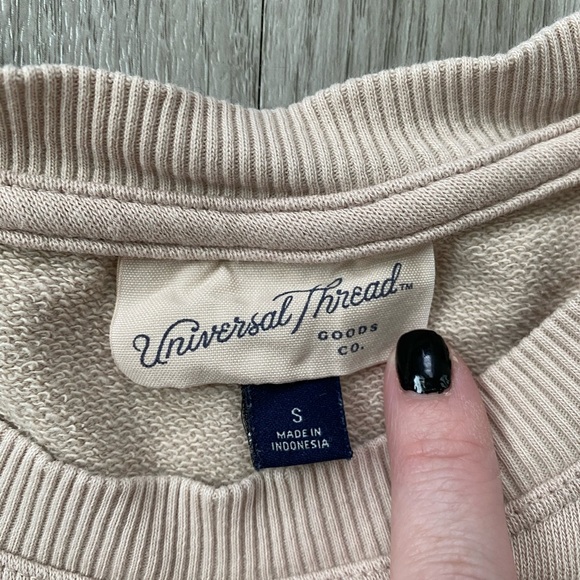 Universal Thread™
GOODS
CO.
S
MADE IN
INDONESIA